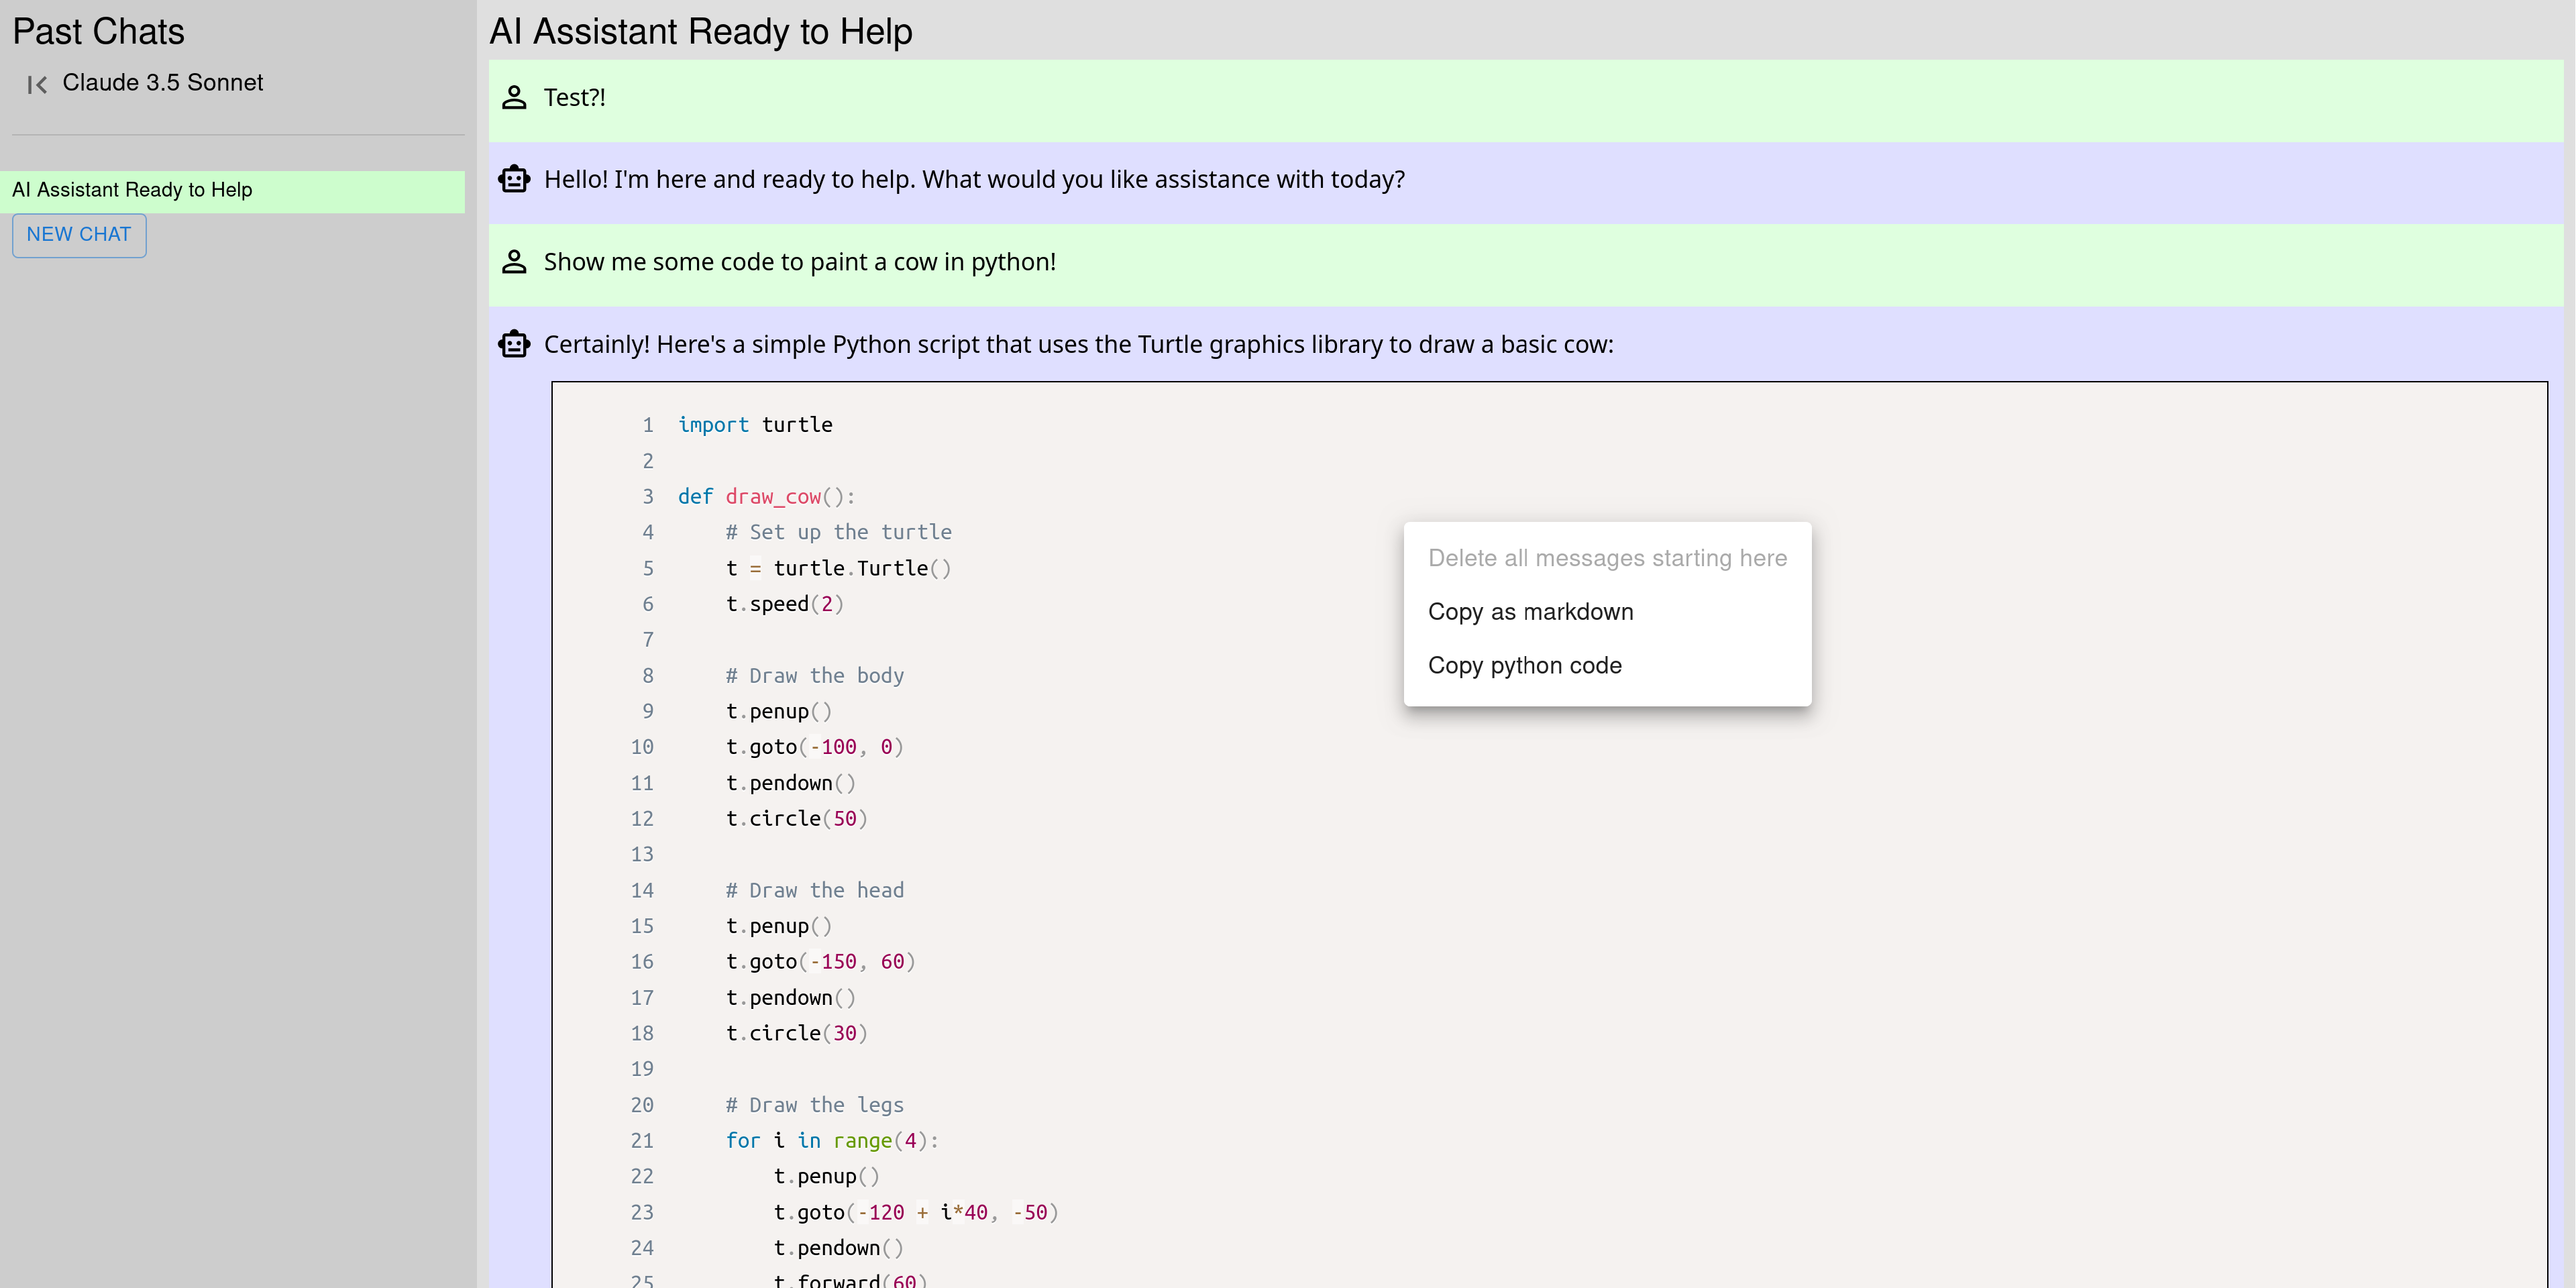 Past Chats
Claude 3.5 Sonnet
AI Assistant Ready to Help
NEW CHAT
AI Assistant Ready to Help
Test?!
Hello! I'm here and ready to help. What would you like assistance with today?
Show me some code to paint a cow in python!
Certainly! Here's a simple Python script that uses the Turtle graphics library to draw a basic cow:
1 import turtle
2
3 def draw_cow():
4     # Set up the turtle
5     t = turtle.Turtle()
6     t.speed(2)
7
8     # Draw the body
9     t.penup()
10     t.goto(-100, 0)
11     t.pendown()
12     t.circle(50)
13
14     # Draw the head
15     t.penup()
16     t.goto(-150, 60)
17     t.pendown()
18     t.circle(30)
19
20     # Draw the legs
21     for i in range(4):
22         t.penup()
23         t.goto(-120 + i*40, -50)
24         t.pendown()
25         t.forward(60)
Delete all messages starting here
Copy as markdown
Copy python code